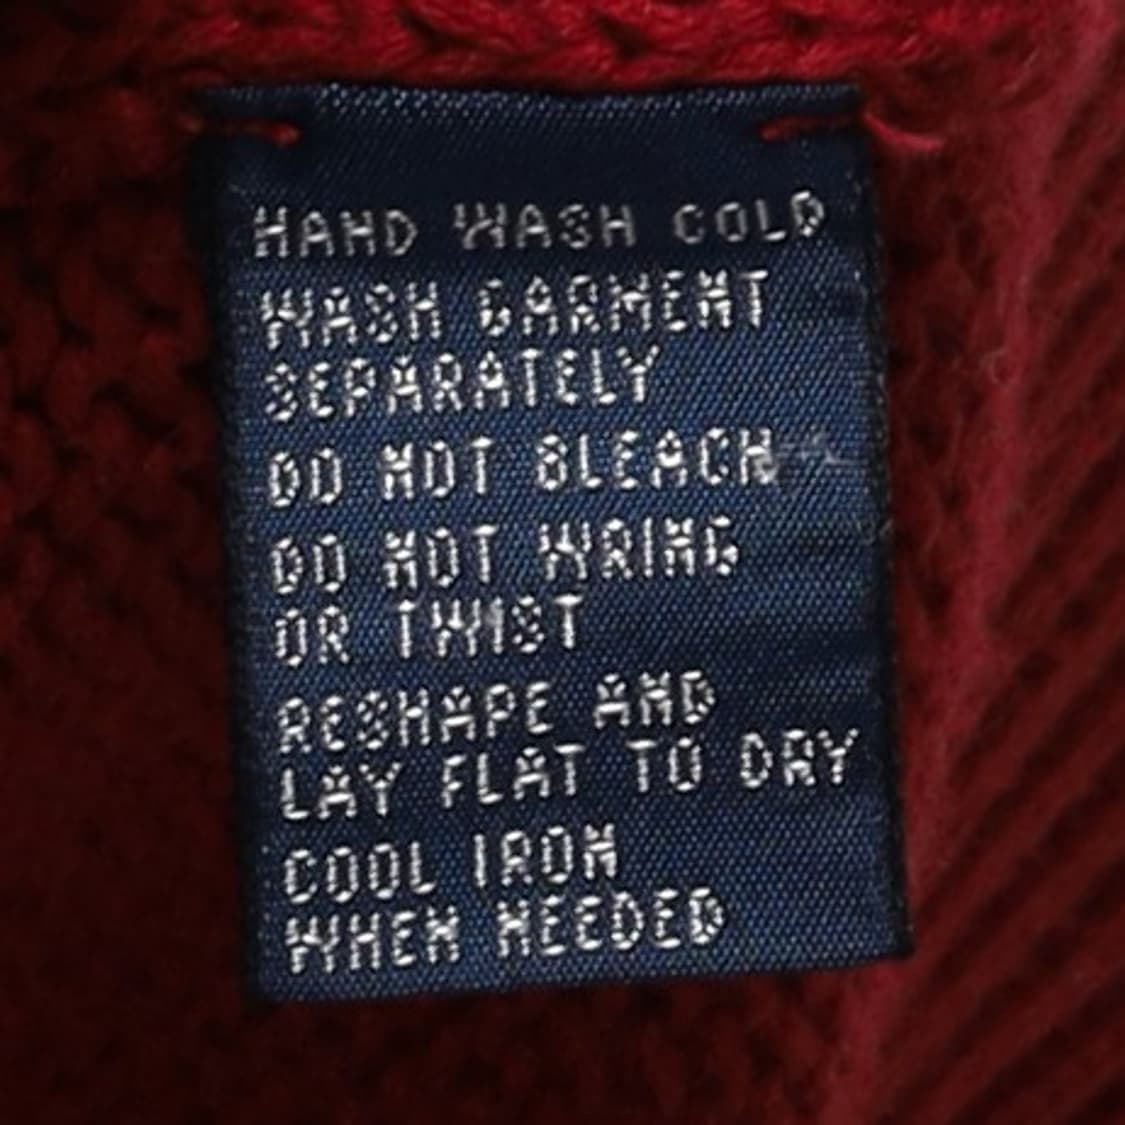 HAND WASH COLD
WASH GARMENT
SEPARATELY
DO NOT BLEACH
DO NOT WRING
OR TWIST
RESHAPE AND
LAY FLAT TO DRY
COOL IRON
WHEN NEEDED